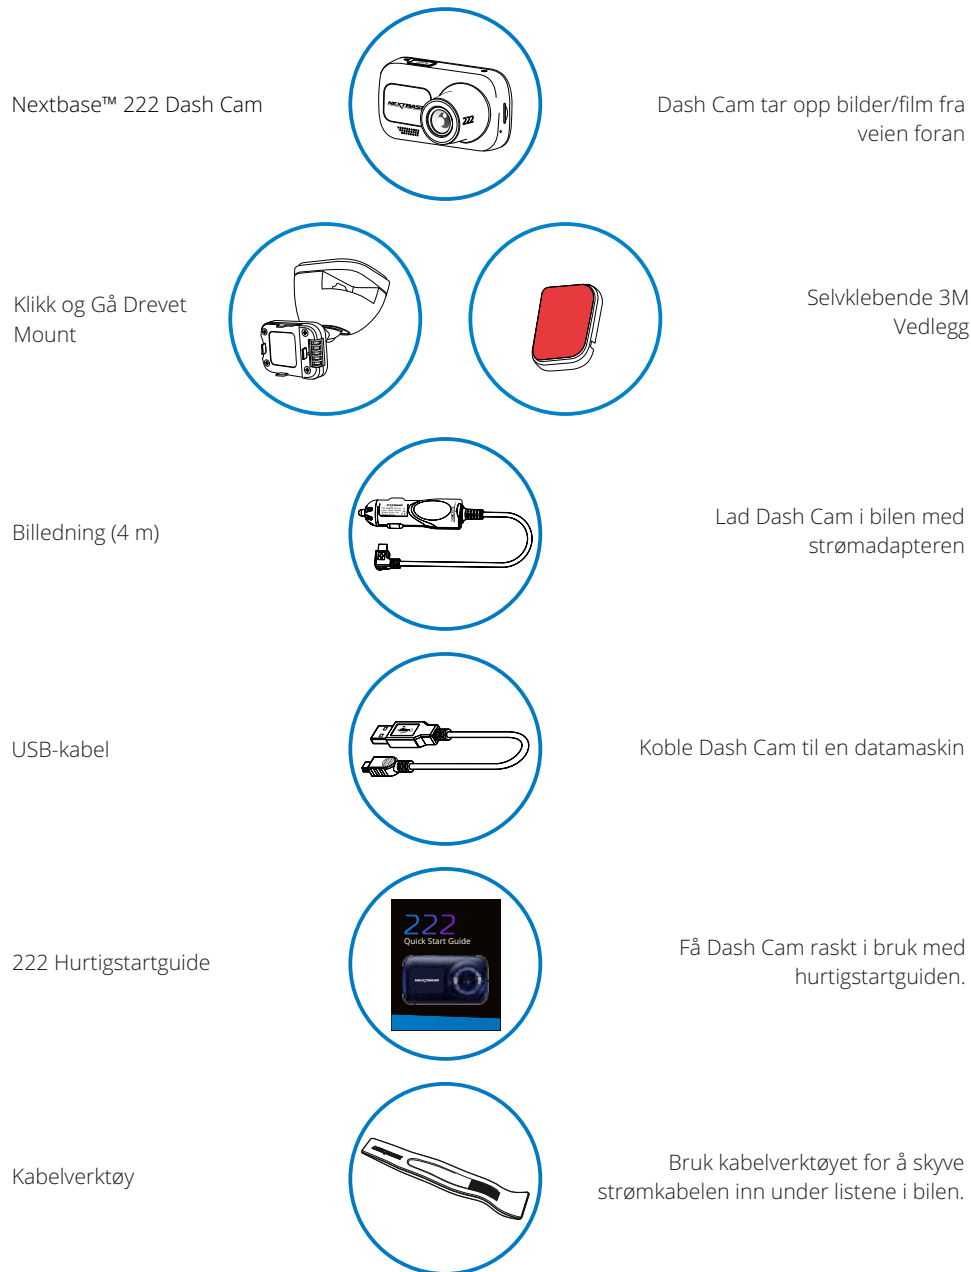 Nextbase™ 222 Dash Cam
NEXTBASE
222
Dash Cam tar opp bilder/film fra
veien foran
Klikk og Gå Drevet
Mount
Selvklebende 3M
Vedlegg
Billedning (4 m)
Lad Dash Cam i bilen med
strømadapteren
USB-kabel
Koble Dash Cam til en datamaskin
222 Hurtigstartguide
222
Quick Start Guide
NEXTBASE
Få Dash Cam raskt i bruk med
hurtigstartguiden.
Kabelverktøy
Bruk kabelverktøyet for å skyve
strømkabelen inn under listene i bilen.